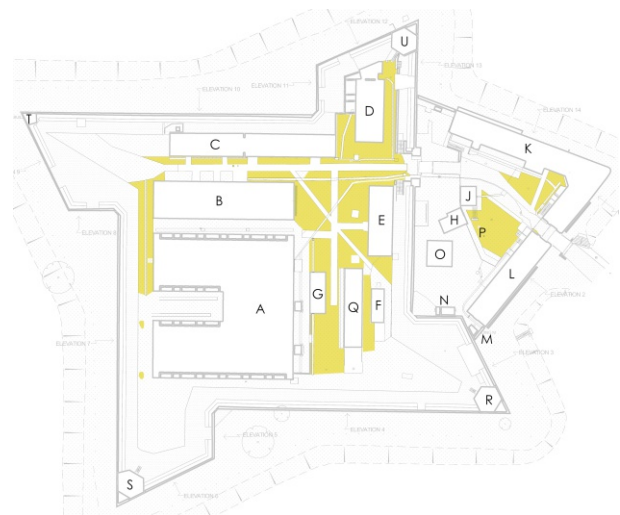 ELEVATION 12
U
ELEVATION 13
ELEVATION 11
ELEVATION 10
D
T
ELEVATION 14
C
K
B
J
E
H
P
O
L
A
G
Q
F
N
ELEVATION 8
ELEVATION 2
M
ELEVATION 7
ELEVATION 3
R
ELEVATION 4
ELEVATION 5
S
ELEVATION 6